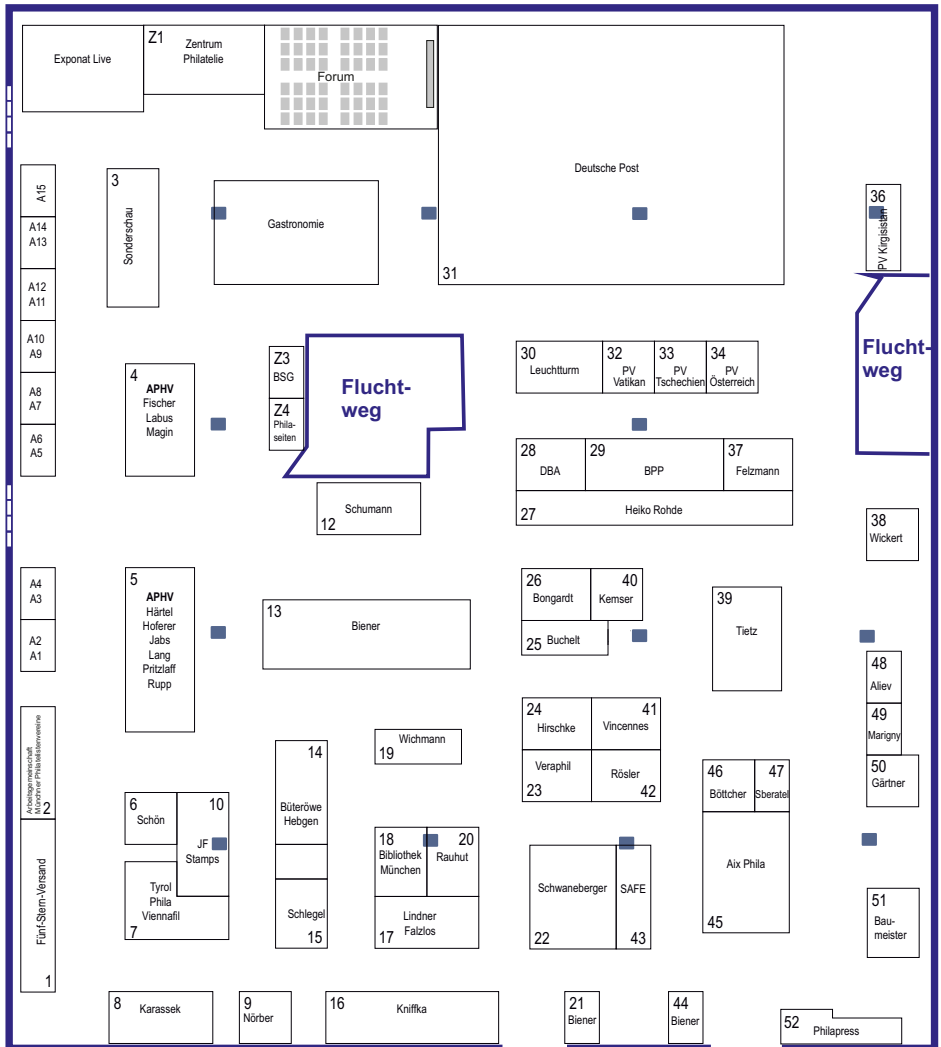 Exponat Live
Z1
Zentrum
Philatelie
Forum
Deutsche Post
31
A15
A14
A13
A12
A11
A10
A9
A8
A7
A6
A5
3
Sonderschau
Gastronomie
36
PV Kirgisistan
Flucht-
weg
4
APHV
Fischer
Labus
Magin
Z3
BSG
Z4
Phila-
seiten
Flucht-
weg
30
Leuchtturm
32
PV
Vatikan
33
PV
Tschechien
34
PV
Österreich
28
DBA
29
BPP
37
Felzmann
27
Heiko Rohde
12
Schumann
38
Wickert
A4
A3
A2
A1
5
APHV
Härtel
Hoferer
Jabs
Lang
Pritzlaff
Rupp
13
Biener
26
Bongardt
40
Kemser
25
Buchelt
39
Tietz
48
Aliev
49
Marigny
50
Gärtner
Arbeitsgemeinschaft
Münchner Philatelistenvereine
2
Fünf-Stern-Versand
1
14
Büteröwe
Hebgen
Schlegel
15
Wichmann
19
24
Hirschke
41
Vincennes
Veraphil
23
Rösler
42
46
Böttcher
47
Sberatel
Aix Phila
45
6
Schön
10
JF
Stamps
Tyrol
Phila
Viennafil
7
18
Bibliothek
München
20
Rauhut
Lindner
Falzlos
17
Schwaneberger
22
SAFE
43
51
Bau-
meister
8
Karassek
9
Nörber
16
Kniffka
21
Biener
44
Biener
52
Philapress